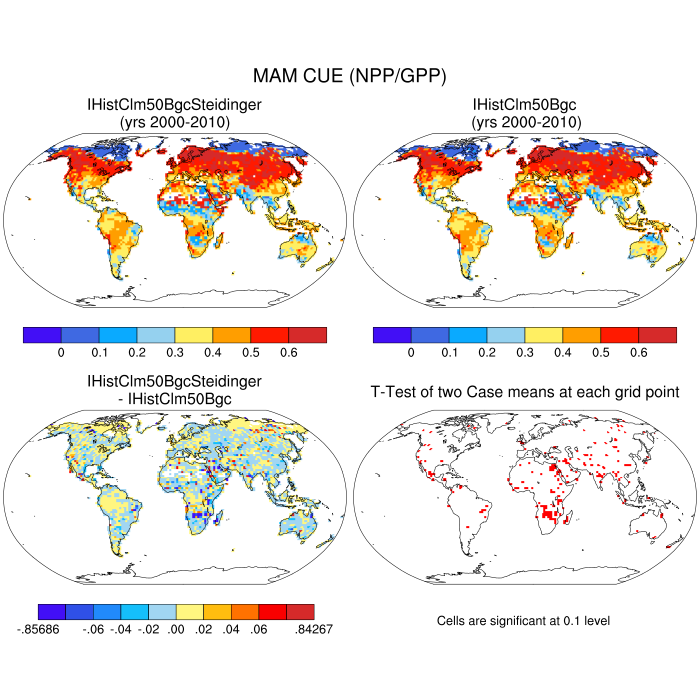 MAM CUE (NPP/GPP)
IHistClm50BgcSteidinger
(yrs 2000-2010)
IHistClm50Bgc
(yrs 2000-2010)
0 0.1 0.2 0.3 0.4 0.5 0.6
0 0.1 0.2 0.3 0.4 0.5 0.6
IHistClm50BgcSteidinger
- IHistClm50Bgc
T-Test of two Case means at each grid point
-.85686 -.06 -.04 -.02 .00 .02 .04 .06 .84267
Cells are significant at 0.1 level